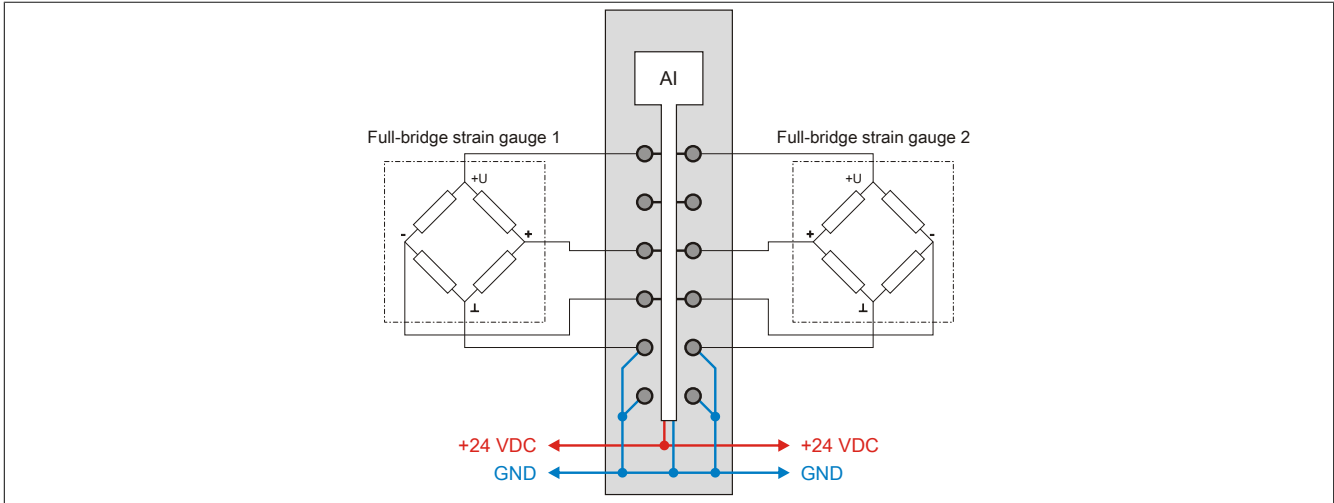 AI
Full-bridge strain gauge 1
Full-bridge strain gauge 2
+U
+U
-
+
+
-
⊥
⊥
+24 VDC
+24 VDC
GND
GND